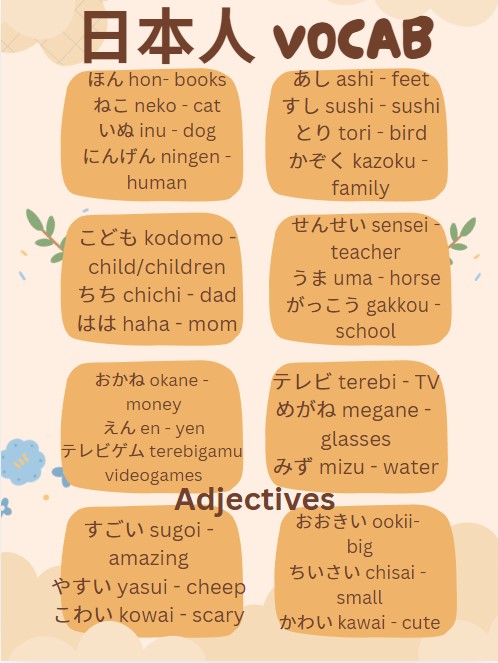 日本人 VOCAB
ほん hon- books
ねこ neko - cat
いぬ inu - dog
にんげん ningen -
human
あし ashi - feet
すし sushi - sushi
とり tori - bird
かぞく kazoku -
family
こども kodomo -
child/children
ちち chichi - dad
はは haha - mom
せんせい sensei -
teacher
うま uma - horse
がっこう gakkou -
school
おかね okane -
money
えん en - yen
テレビゲム terebigamu
videogames
テレビ terebi - TV
めがね megane -
glasses
みず mizu - water
Adjectives
すごい sugoi -
amazing
やすい yasui - cheep
こわい kowai - scary
おおきい ookii-
big
ちいさい chisai -
small
かわい kawai - cute